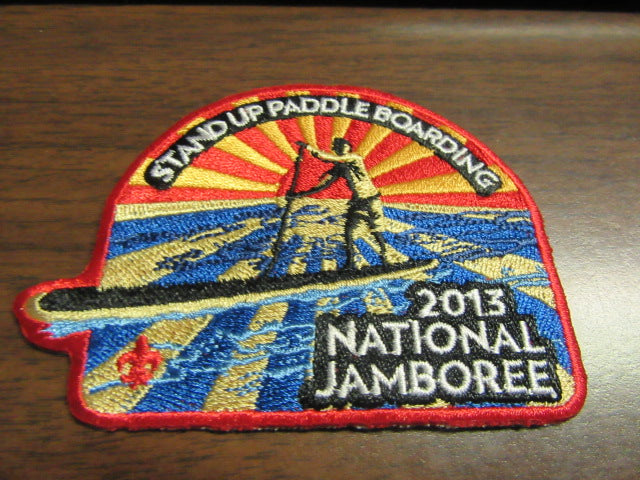 STAND UP PADDLE BOARDING
2013
NATIONAL
JAMBOREE